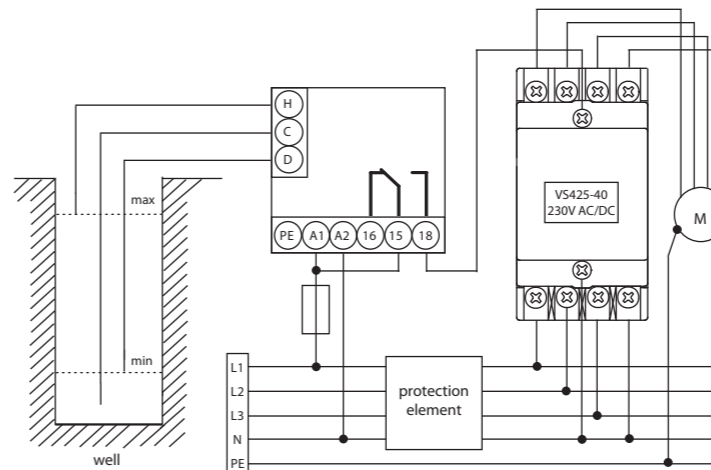 H
C
D
max
VS425-40
230V AC/DC
M
PE A1 A2 16 15 18
min
L1
protection
element
L2
L3
N
PE
well